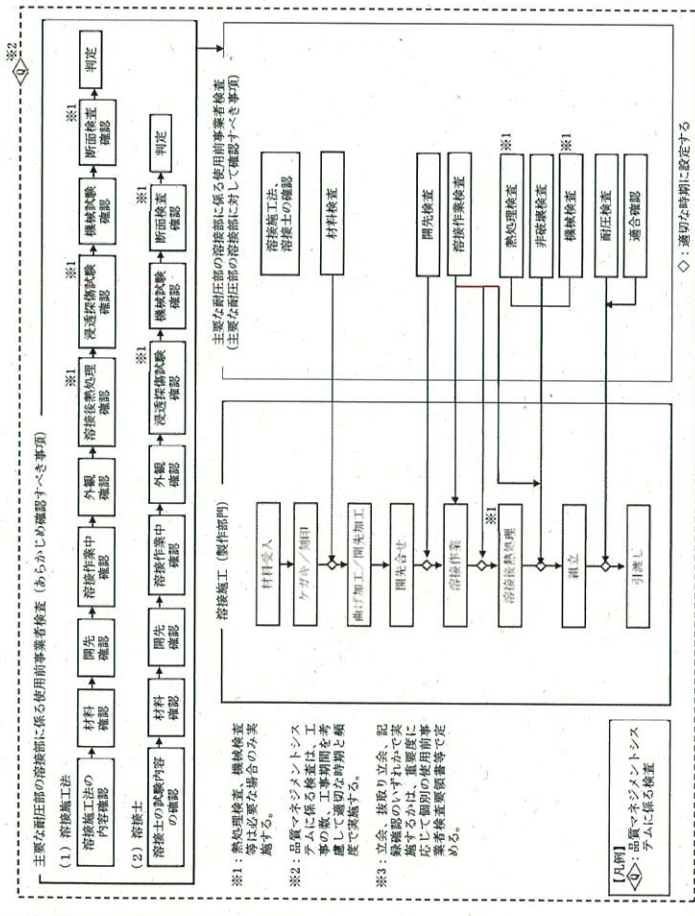 主要な耐圧部の溶接部に係る使用前事業者検査（あらかじめ確認すべき事項）
Q
※2
（1）溶接施工法
溶接施工法の
内容確認
材料
確認
開先
確認
溶接作業中
確認
外観
確認
※1
溶接後熱処理
確認
※1
浸透探傷試験
確認
機械試験
確認
※1
断面検査
確認
判定
（2）溶接士
溶接士の試験内容
の確認
材料
確認
開先
確認
溶接作業中
確認
外観
確認
※1
浸透探傷試験
確認
機械試験
確認
※1
断面検査
確認
判定
※1：熱処理検査、機械検査
等は必要な場合のみ実
施する。
※2：品質マネジメントシス
テムに係る検査は、工
事の数、工事期間を考
慮して適切な時期と頻
度で実施する。
※3：立会、抜取り立会、記
録確認のいずれかで実
施するかは、重要度に
応じて個別の使用前事
業者検査要領書等で定
める。
【凡例】
Q：品質マネジメントシス
テムに係る検査
溶接施工（製作部門）
材料受入
ケガキ／刻印
曲げ加工／開先加工
開先合せ
溶接作業
※1
溶接後熱処理
組立
引渡し
主要な耐圧部の溶接部に係る使用前事業者検査
（主要な耐圧部の溶接部に対して確認すべき事項）
溶接施工法、
溶接士の確認
材料検査
開先検査
溶接作業検査
熱処理検査
※1
非破壊検査
機械検査
※1
耐圧検査
適合確認
◇：適切な時期に設定する